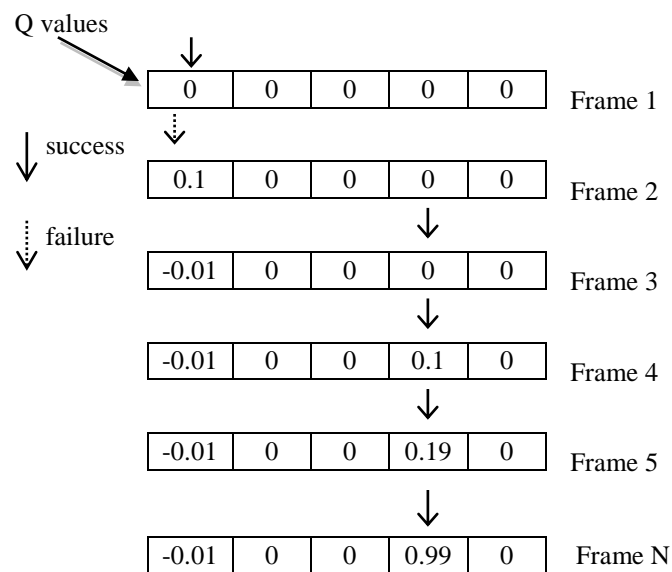 Q values
0 0 0 0 0 Frame 1
success
0.1 0 0 0 0 Frame 2
failure
-0.01 0 0 0 0 Frame 3
-0.01 0 0 0.1 0 Frame 4
-0.01 0 0 0.19 0 Frame 5
-0.01 0 0 0.99 0 Frame N